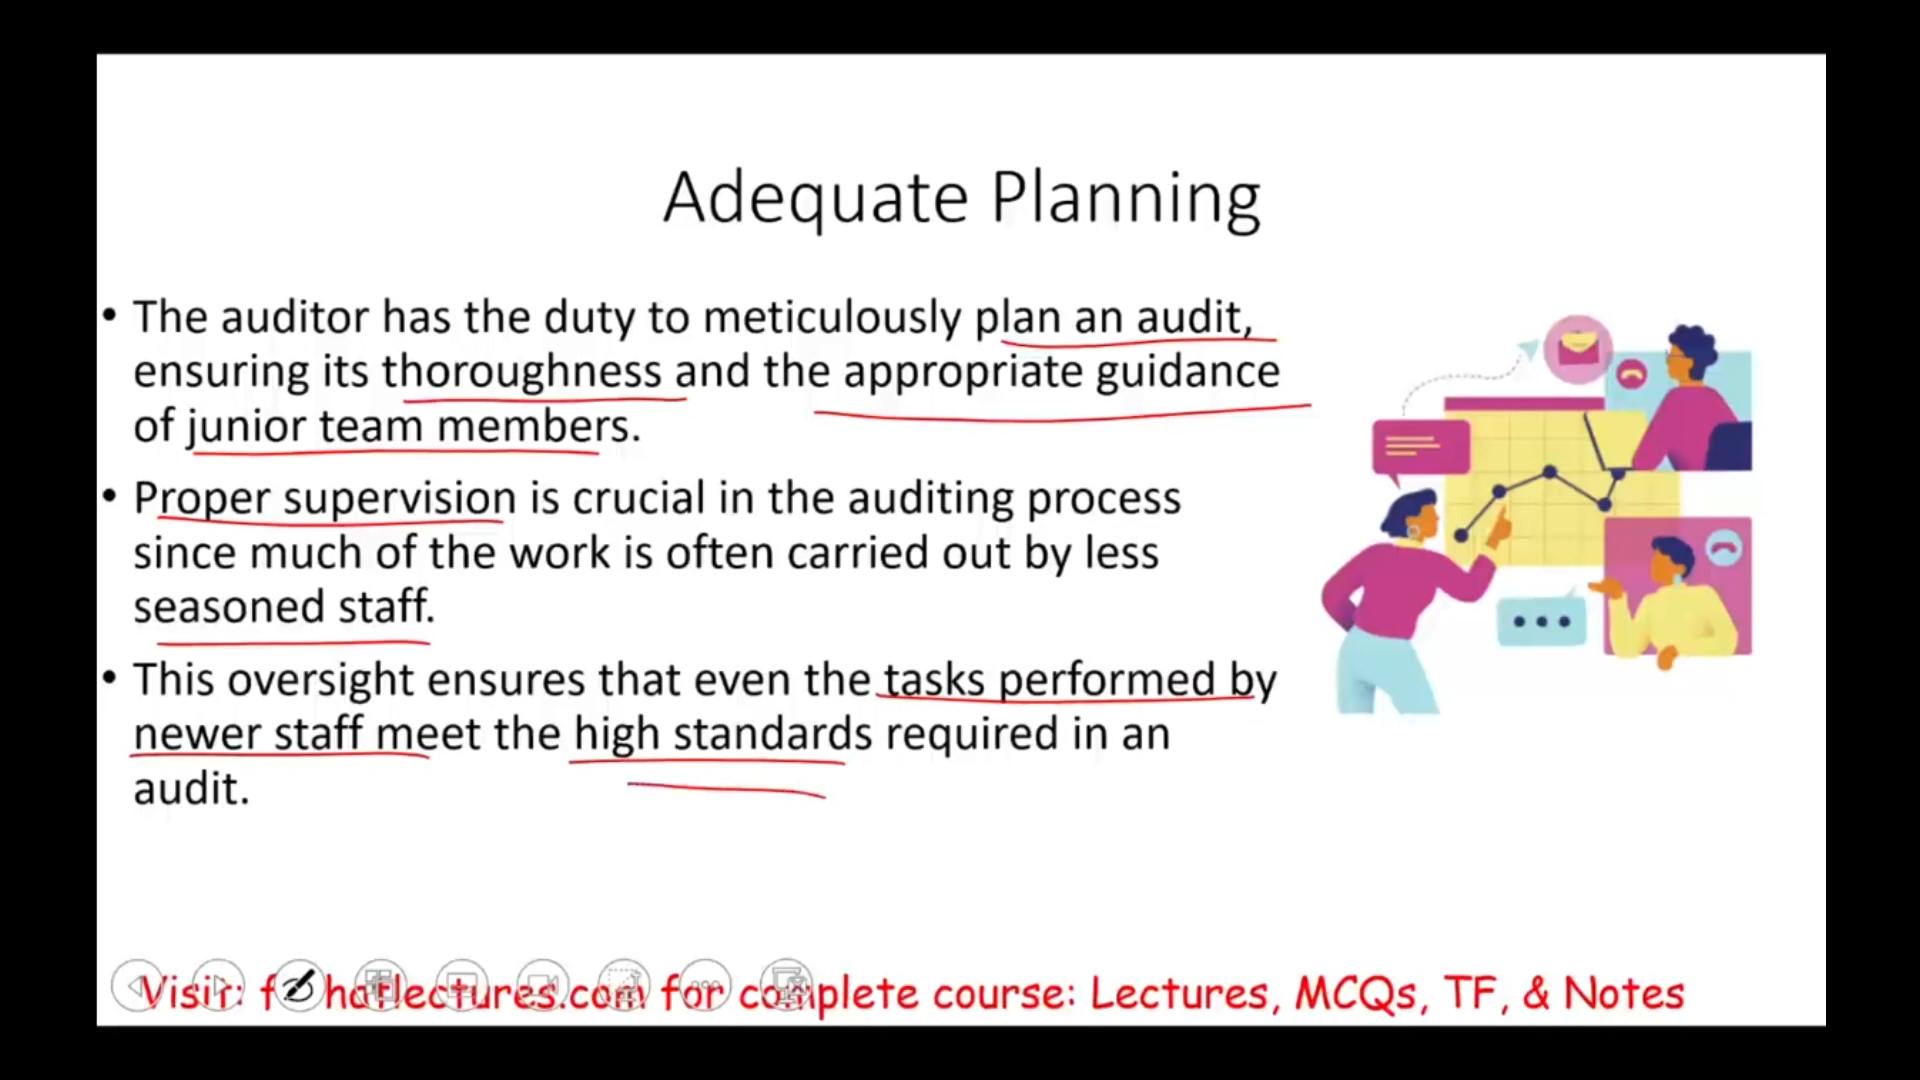 Adequate Planning
• The auditor has the duty to meticulously plan an audit,
ensuring its thoroughness and the appropriate guidance
of junior team members.
• Proper supervision is crucial in the auditing process
since much of the work is often carried out by less
seasoned staff.
• This oversight ensures that even the tasks performed by
newer staff meet the high standards required in an
audit.
Visit: for complete course: Lectures, MCQs, TF, & Notes